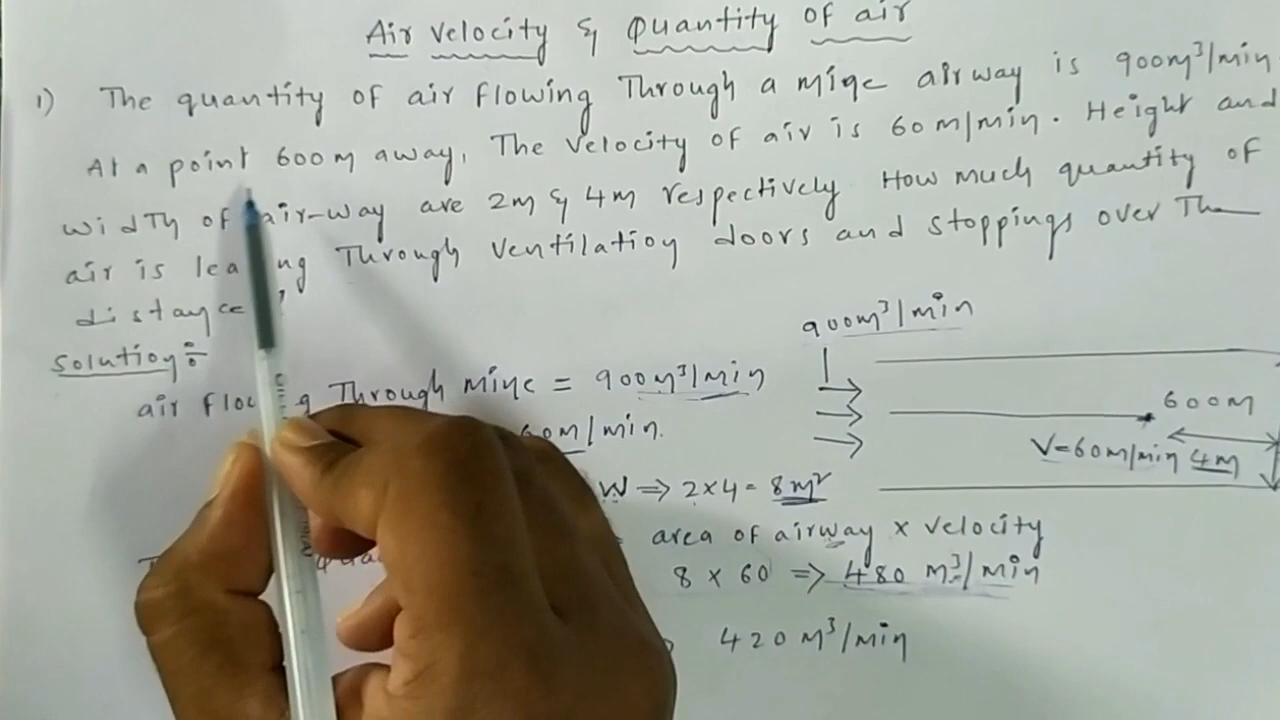 Air velocity & Quantity of air
1) The quantity of air flowing Through a mine airway is 900m³/min
At a point 600m away, The velocity of air is 60m/min. Height and
width of air-way are 2m & 4m respectively How much quantity of
air is Through ventilation doors and stoppings over The
distance ?
Solution ÷
air Through mine = 900m³/min
60m/min.
W ⇒ 2×4 = 8m²
area of airway × velocity
8 × 60 ⇒ 480 m³/min
420 m³/min
900m³/min
600m
V=60m/min 4m